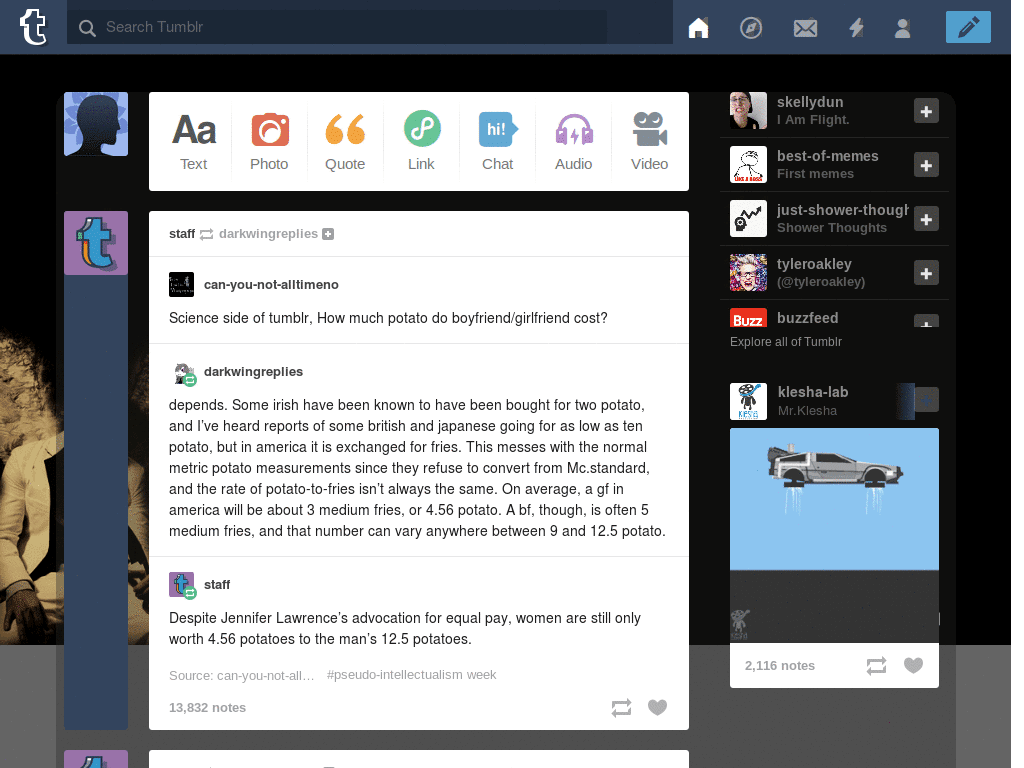 Search Tumblr
Aa
hi!
Text
Photo
Quote
Link
Chat
Audio
Video
staff darkwingreplies
can-you-not-alltimeno
Science side of tumblr, How much potato do boyfriend/girlfriend cost?
darkwingreplies
depends. Some irish have been known to have been bought for two potato,
and I've heard reports of some british and japanese going for as low as ten
potato, but in america it is exchanged for fries. This messes with the normal
metric potato measurements since they refuse to convert from Mc.standard,
and the rate of potato-to-fries isn't always the same. On average, a gf in
america will be about 3 medium fries, or 4.56 potato. A bf, though, is often 5
medium fries, and that number can vary anywhere between 9 and 12.5 potato.
staff
Despite Jennifer Lawrence's advocation for equal pay, women are still only
worth 4.56 potatoes to the man's 12.5 potatoes.
Source: can-you-not-all… #pseudo-intellectualism week
13,832 notes
skellydun
I Am Flight.
best-of-memes
First memes
LIKE A BOSS
just-shower-though
Shower Thoughts
tyleroakley
(@tyleroakley)
Buzz
buzzfeed
Explore all of Tumblr
klesha-lab
Mr.Klesha
2,116 notes